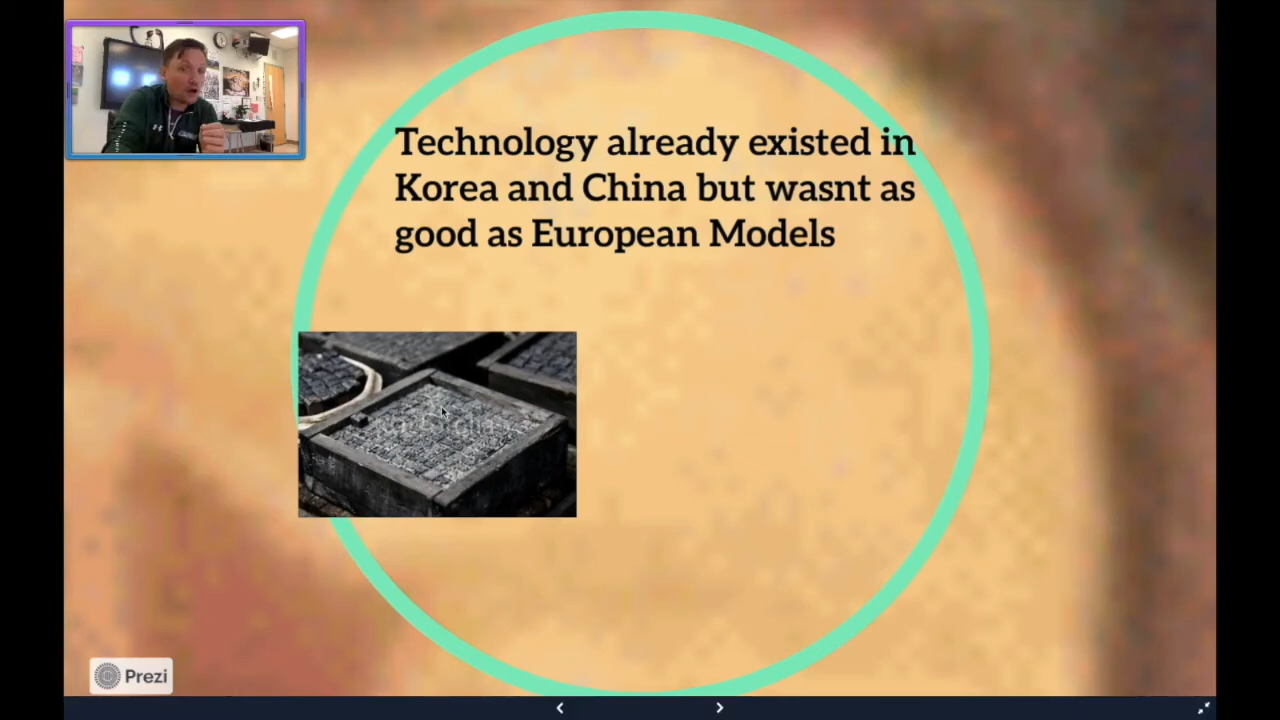 Technology already existed in
Korea and China but wasnt as
good as European Models
Prezi